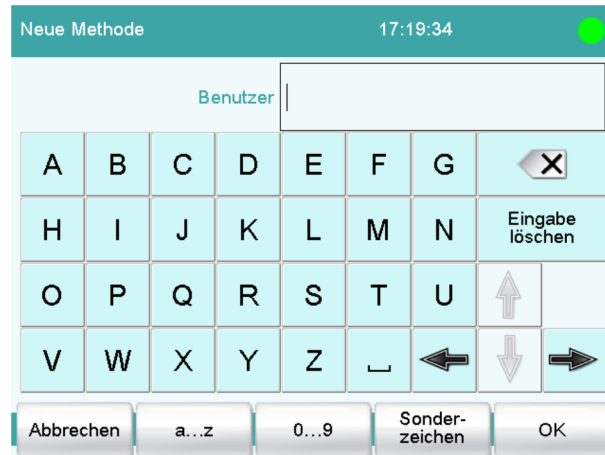 Neue Methode 17:19:34
Benutzer
A B C D E F G
H I J K L M N Eingabe
löschen
O P Q R S T U
V W X Y Z
Abbrechen a...z 0...9 Sonder-
zeichen OK